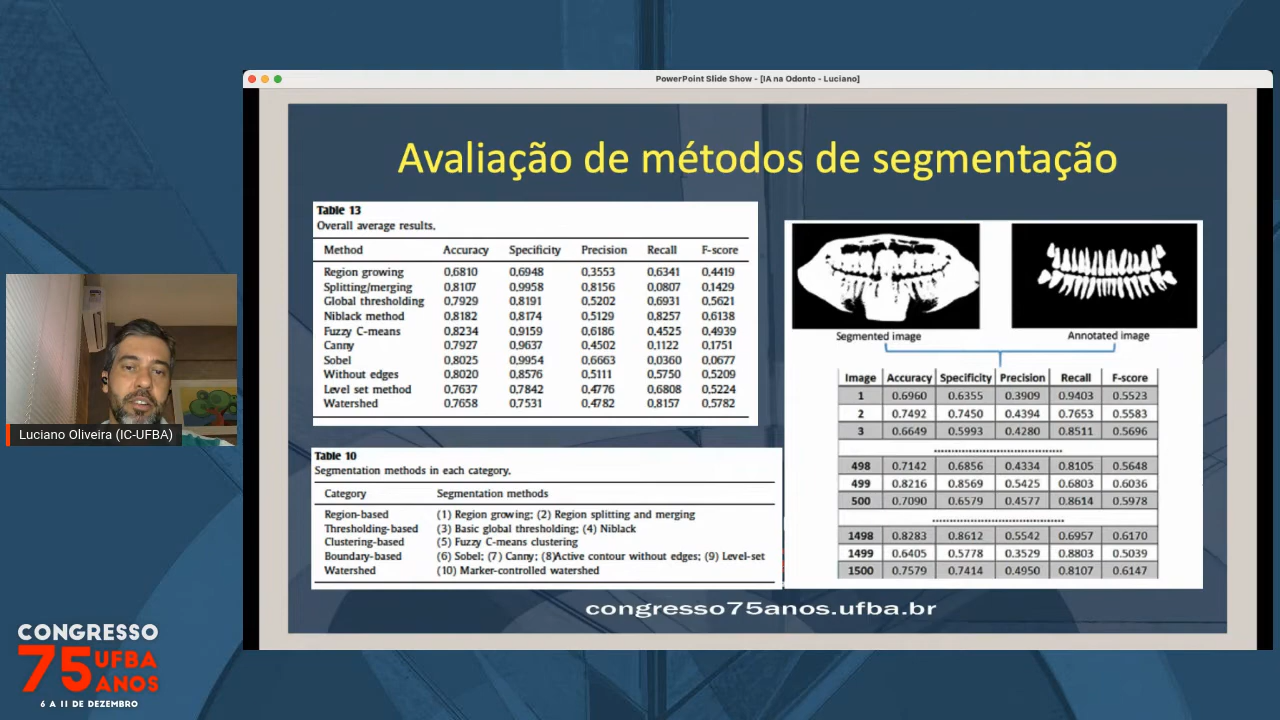 PowerPoint Slide Show - [IA na Odonto - Luciano]
Avaliação de métodos de segmentação
Table 13
Overall average results.
Method Accuracy Specificity Precision Recall F-score
Region growing 0,6810 0,6948 0,3553 0,6341 0,4419
Splitting/merging 0,8107 0,9958 0,8156 0,0807 0,1429
Global thresholding 0,7929 0,8191 0,5202 0,6931 0,5621
Niblack method 0,8182 0,8174 0,5129 0,8257 0,6138
Fuzzy C-means 0,8234 0,9159 0,6186 0,4525 0,4939
Canny 0,7927 0,9637 0,4502 0,1122 0,1751
Sobel 0,8025 0,9954 0,6663 0,0360 0,0677
Without edges 0,8020 0,8576 0,5111 0,5750 0,5209
Level set method 0,7637 0,7842 0,4776 0,6808 0,5224
Watershed 0,7658 0,7531 0,4782 0,8157 0,5782
Table 10
Segmentation methods in each category.
Category Segmentation methods
Region-based (1) Region growing; (2) Region splitting and merging
Thresholding-based (3) Basic global thresholding; (4) Niblack
Clustering-based (5) Fuzzy C-means clustering
Boundary-based (6) Sobel; (7) Canny; (8)Active contour without edges; (9) Level-set
Watershed (10) Marker-controlled watershed
Segmented image Annotated image
Image Accuracy Specificity Precision Recall F-score
1 0.6960 0.6355 0.3909 0.9403 0.5523
2 0.7492 0.7450 0.4394 0.7653 0.5583
3 0.6649 0.5993 0.4280 0.8511 0.5696
498 0.7142 0.6856 0.4334 0.8105 0.5648
499 0.8216 0.8569 0.5425 0.6803 0.6036
500 0.7090 0.6579 0.4577 0.8614 0.5978
1498 0.8283 0.8612 0.5542 0.6957 0.6170
1499 0.6405 0.5778 0.3529 0.8803 0.5039
1500 0.7579 0.7414 0.4950 0.8107 0.6147
congresso75anos.ufba.br
Luciano Oliveira (IC-UFBA)
CONGRESSO
75 UFBA
ANOS
6 A 11 DE DEZEMBRO